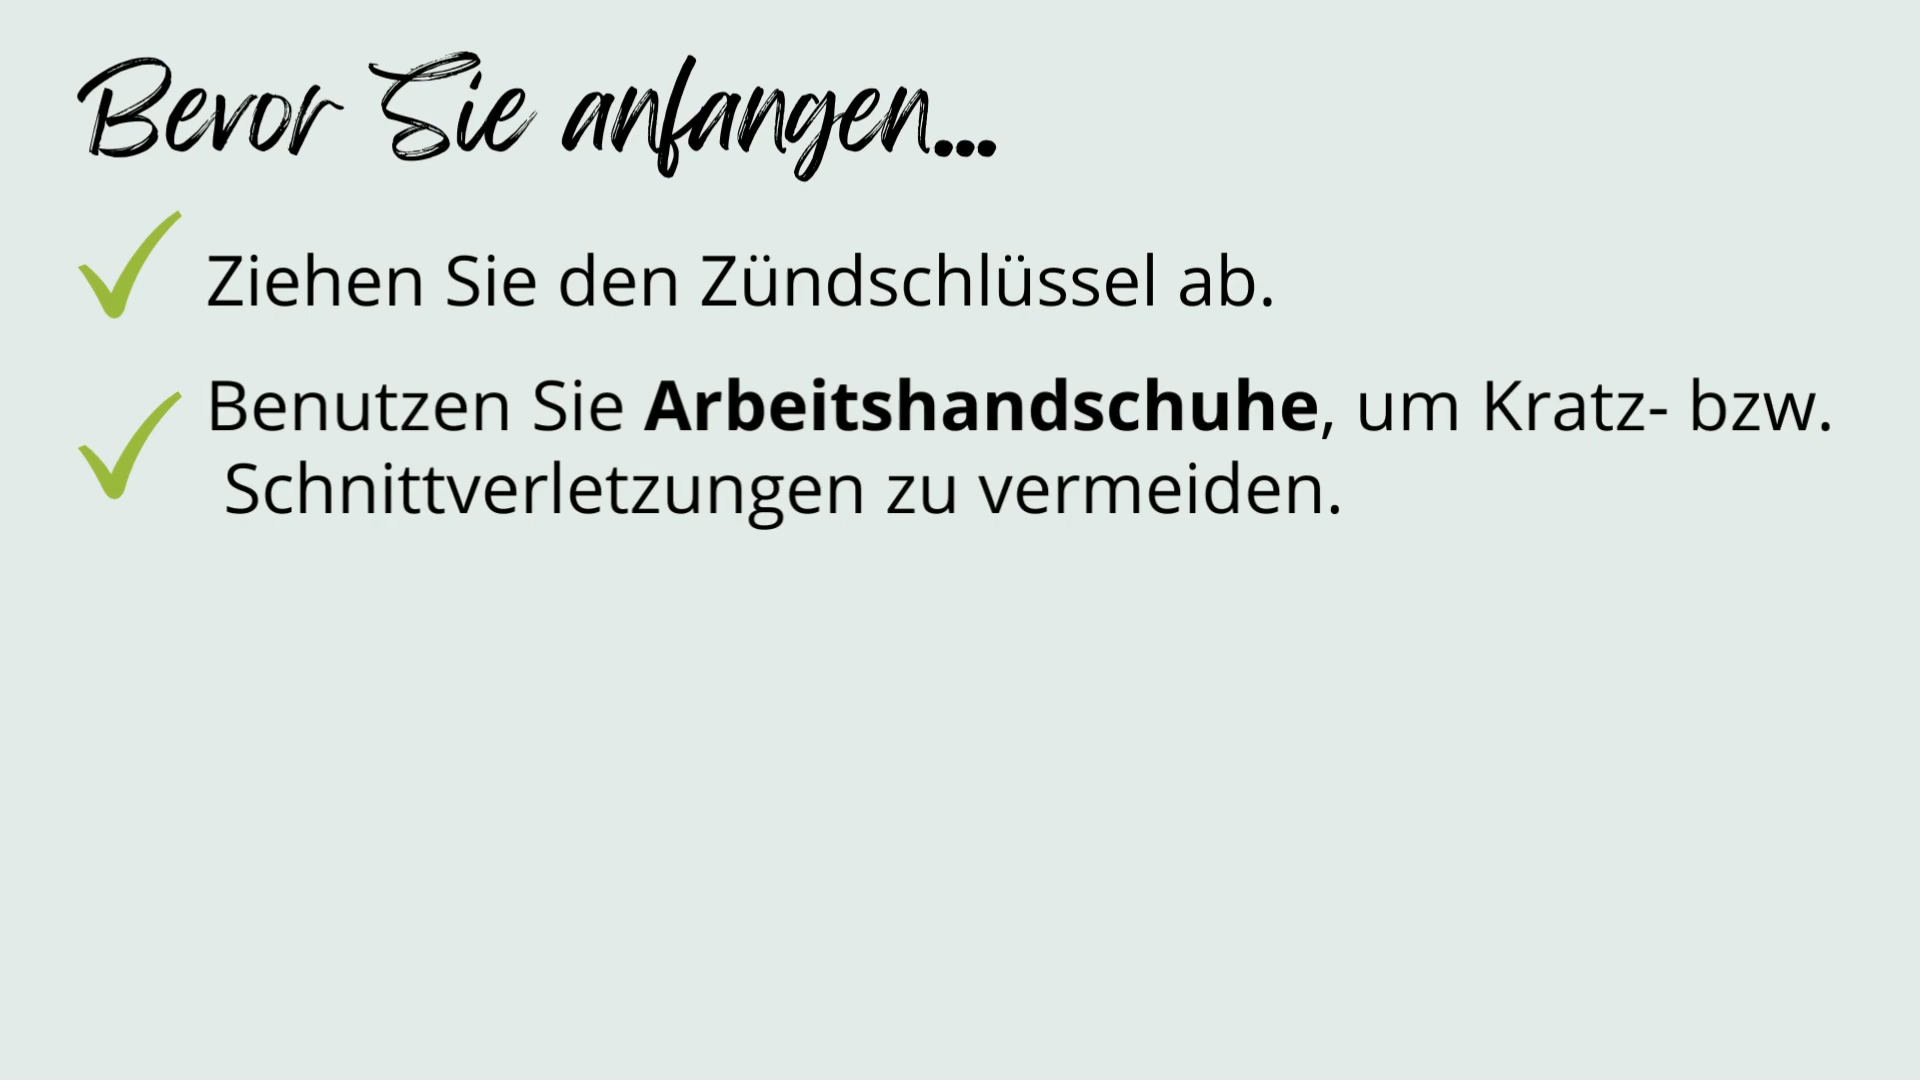 Bevor Sie anfangen...
Ziehen Sie den Zündschlüssel ab.
Benutzen Sie Arbeitshandschuhe, um Kratz- bzw.
Schnittverletzungen zu vermeiden.